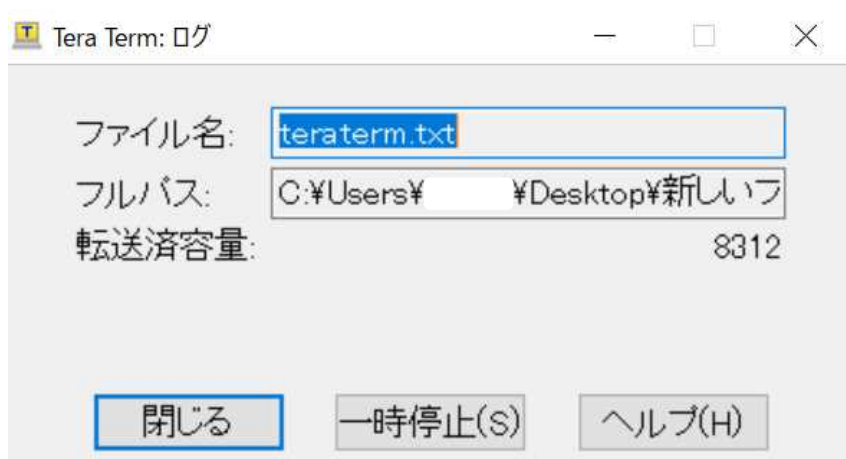 Tera Term: ログ
ファイル名: teraterm.txt
フルパス: C:¥Users¥ ¥Desktop¥新しいフ
転送済容量: 8312
閉じる 一時停止(S) ヘルプ(H)